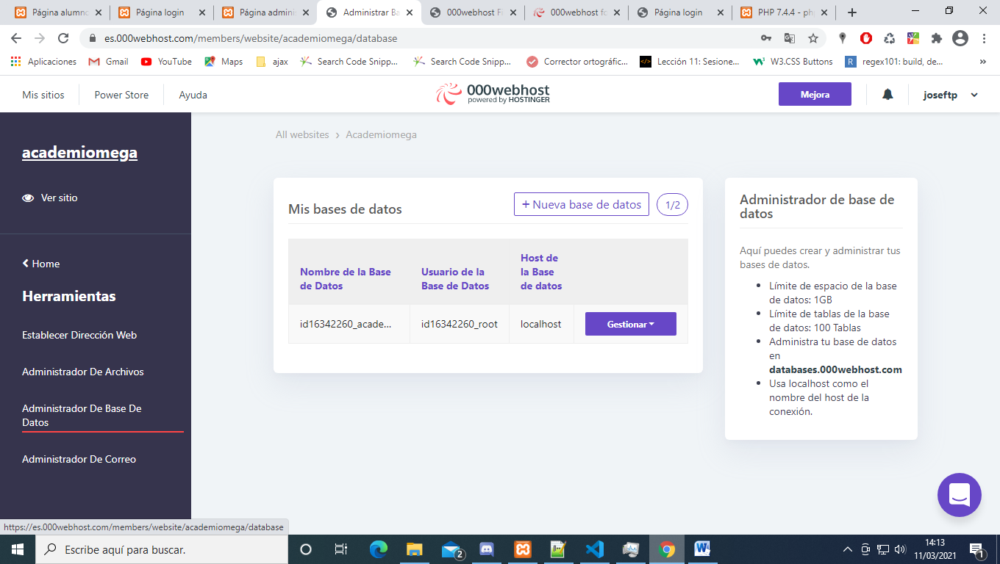 Página alumno
Página login
Página adminis
Administrar Ba
000webhost Fi
000webhost fo
Página login
PHP 7.4.4 - ph
es.000webhost.com/members/website/academiomega/database
Aplicaciones
Gmail
YouTube
Maps
ajax
Search Code Snipp...
Search Code Snipp...
Corrector ortográfic...
Lección 11: Sesione...
W3.CSS Buttons
regex101: build, de...
Mis sitios
Power Store
Ayuda
000webhost
powered by HOSTINGER
Mejora
joseftp
academiomega
Ver sitio
Home
Herramientas
Establecer Dirección Web
Administrador De Archivos
Administrador De Base De
Datos
Administrador De Correo
All websites > Academiomega
Mis bases de datos
+ Nueva base de datos
1/2
Nombre de la Base
de Datos
Usuario de la
Base de Datos
Host de
la Base
de datos
id16342260_acade...
id16342260_root
localhost
Gestionar
Administrador de base de
datos
Aquí puedes crear y administrar tus
bases de datos.
• Límite de espacio de la base
de datos: 1GB
• Límite de tablas de la base
de datos: 100 Tablas
• Administra tu base de datos
en
databases.000webhost.com
• Usa localhost como el
nombre del host de la
conexión.
https://es.000webhost.com/members/website/academiomega/database
Escribe aquí para buscar.
2
14:13
11/03/2021
1